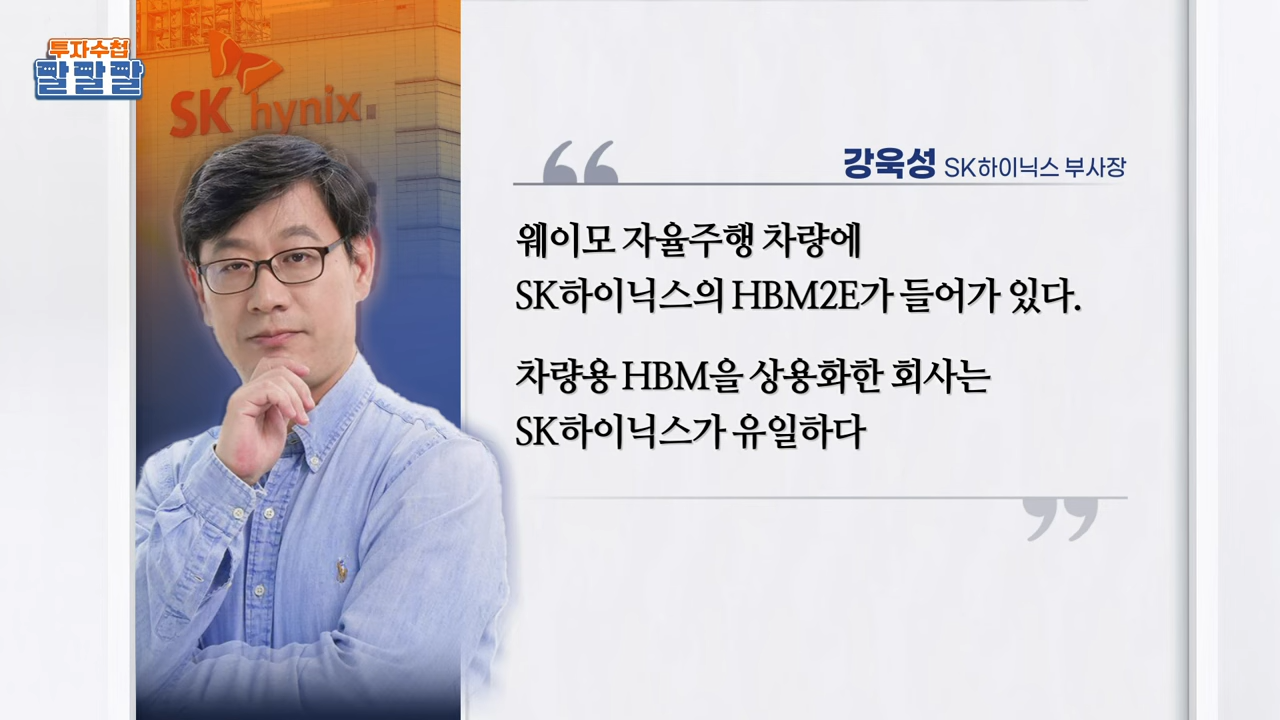 투자수첩
팔팔팔
SK hynix
강욱성 SK하이닉스 부사장
웨이모 자율주행 차량에
SK하이닉스의 HBM2E가 들어가 있다.
차량용 HBM을 상용화한 회사는
SK하이닉스가 유일하다